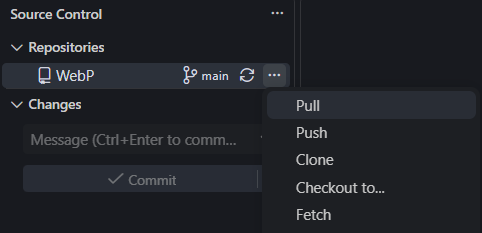 Source Control
Repositories
WebP
main
Changes
Message (Ctrl+Enter to comm...
Commit
Pull
Push
Clone
Checkout to...
Fetch